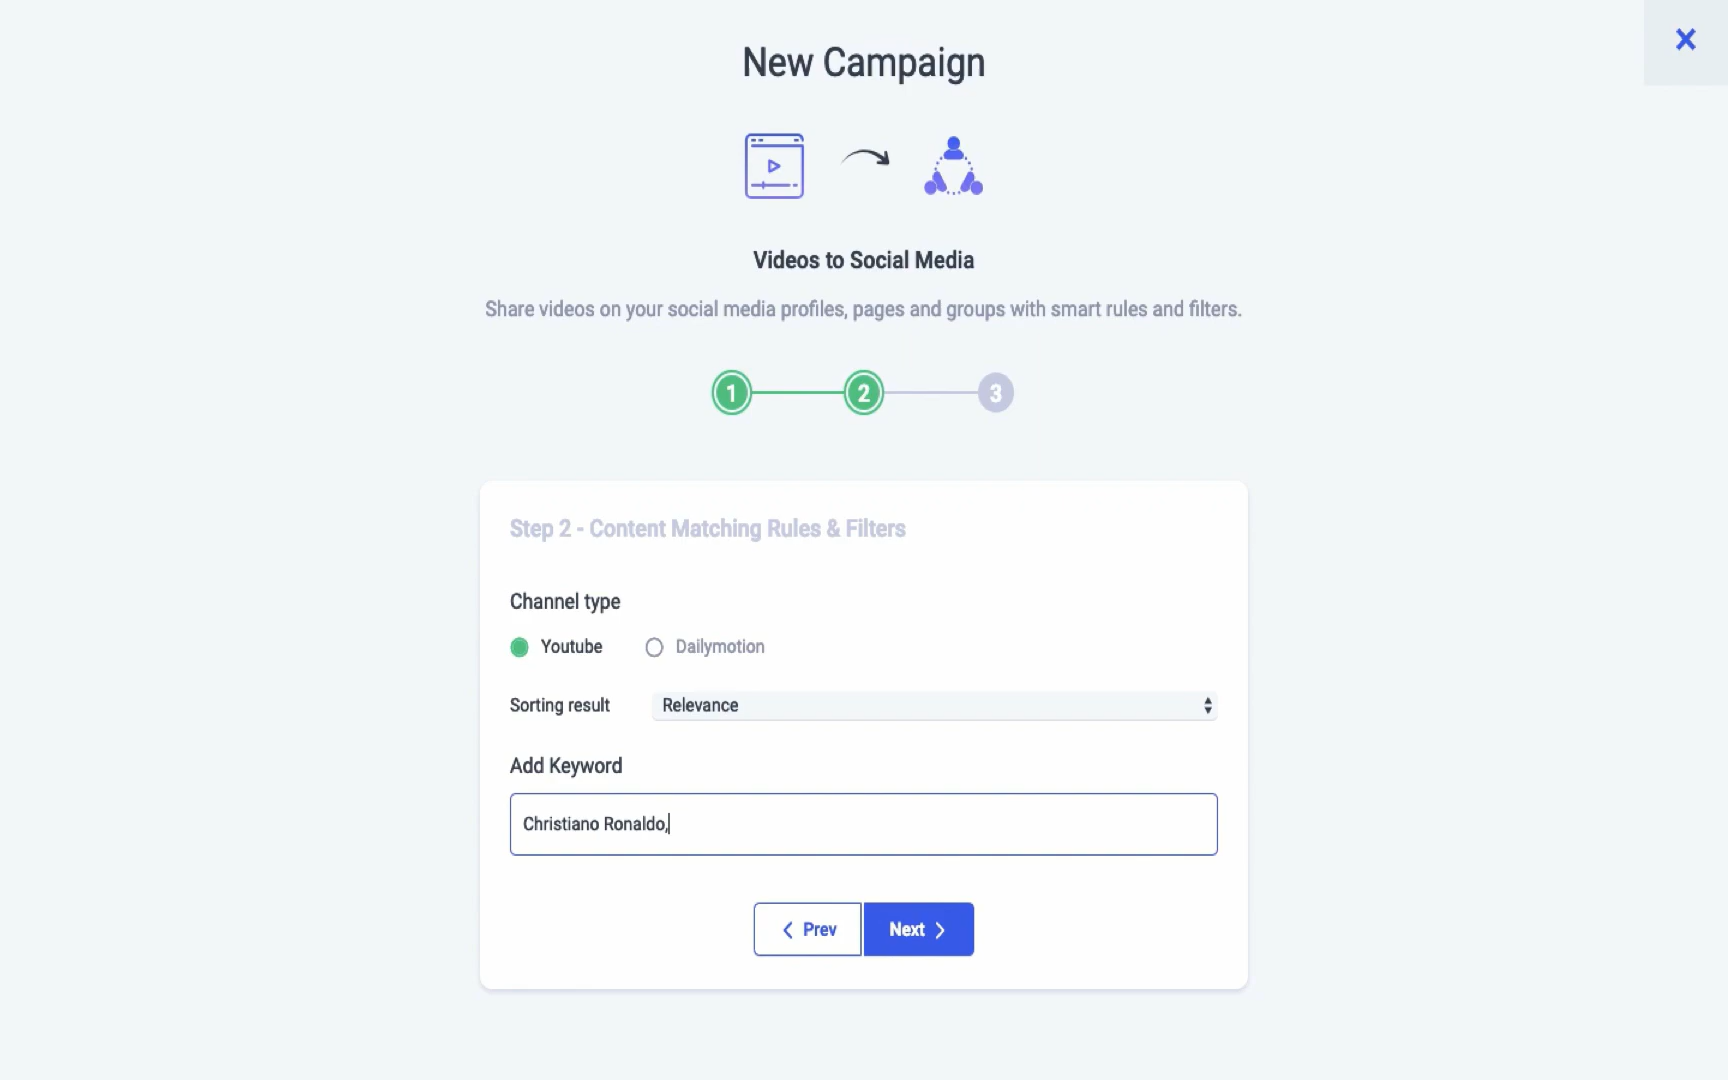 New Campaign
Videos to Social Media
Share videos on your social media profiles, pages and groups with smart rules and filters.
1 2 3
Step 2 - Content Matching Rules & Filters
Channel type
Youtube Dailymotion
Sorting result Relevance
Add Keyword
Christiano Ronaldo,
Prev Next